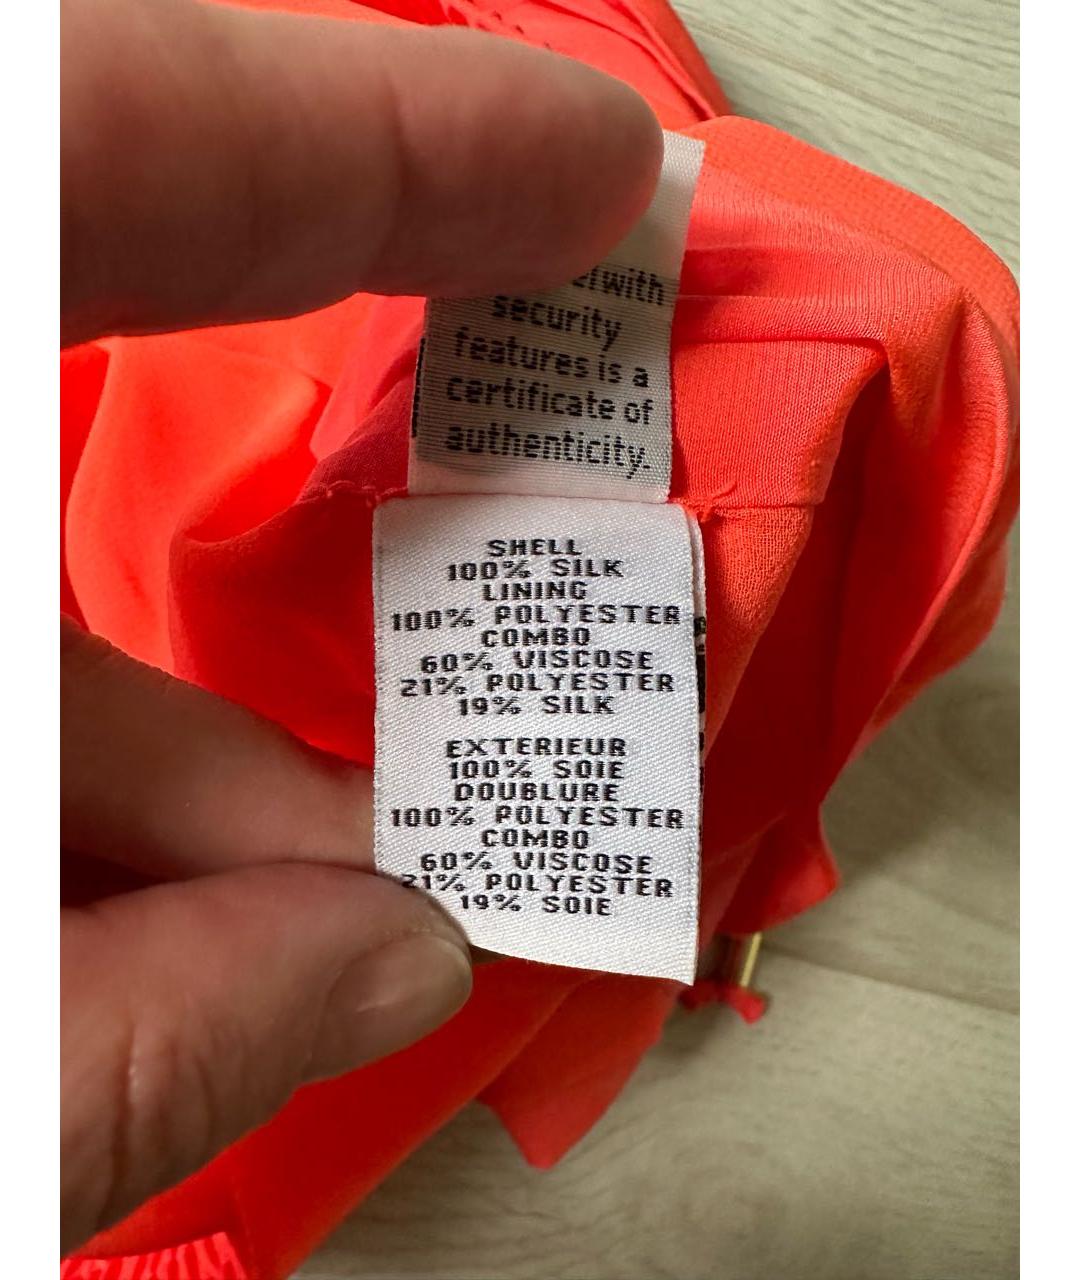 with
security
features is a
certificate of
authenticity.
SHELL
100% SILK
LINING
100% POLYESTER
COMBO
60% VISCOSE
21% POLYESTER
19% SILK
EXTERIEUR
100% SOIE
DOUBLURE
100% POLYESTER
COMBO
60% VISCOSE
21% POLYESTER
19% SOIE